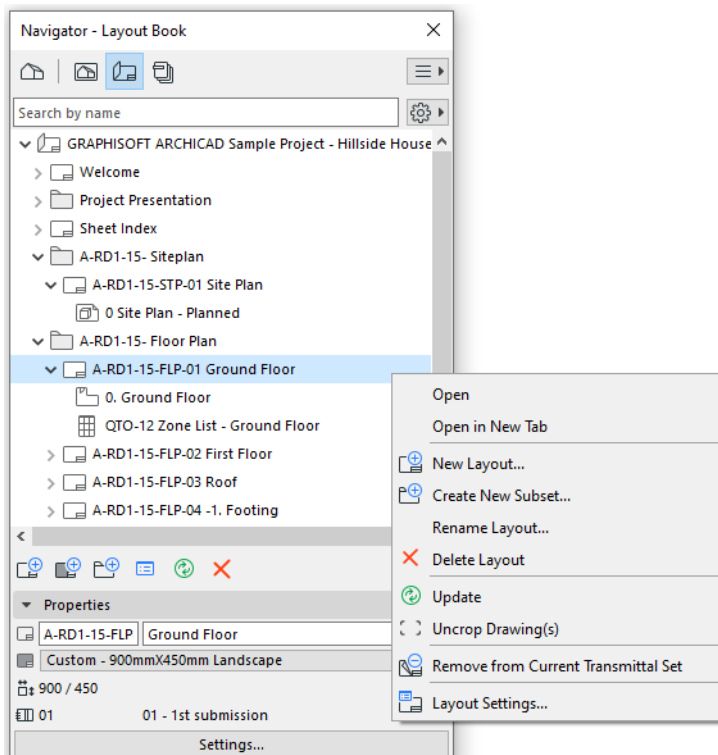 Navigator - Layout Book
Search by name
GRAPHISOFT ARCHICAD Sample Project - Hillside House
Welcome
Project Presentation
Sheet Index
A-RD1-15- Siteplan
A-RD1-15-STP-01 Site Plan
0 Site Plan - Planned
A-RD1-15- Floor Plan
A-RD1-15-FLP-01 Ground Floor
0. Ground Floor
QTO-12 Zone List - Ground Floor
A-RD1-15-FLP-02 First Floor
A-RD1-15-FLP-03 Roof
A-RD1-15-FLP-04 -1. Footing
Open
Open in New Tab
New Layout...
Create New Subset...
Rename Layout...
Delete Layout
Update
Uncrop Drawing(s)
Remove from Current Transmittal Set
Layout Settings...
Properties
A-RD1-15-FLP Ground Floor
Custom - 900mmX450mm Landscape
900 / 450
01 01 - 1st submission
Settings...